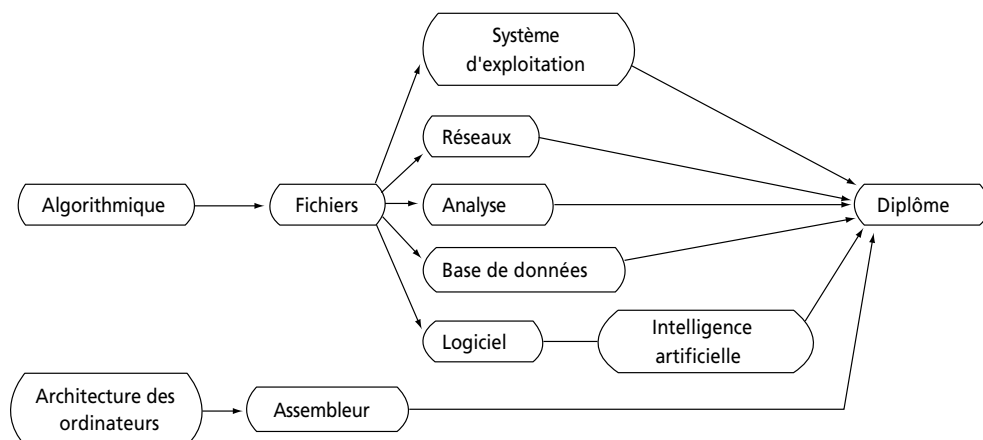 Système
d'exploitation
Réseaux
Algorithmique
Fichiers
Analyse
Diplôme
Base de données
Logiciel
Intelligence
artificielle
Architecture des
ordinateurs
Assembleur